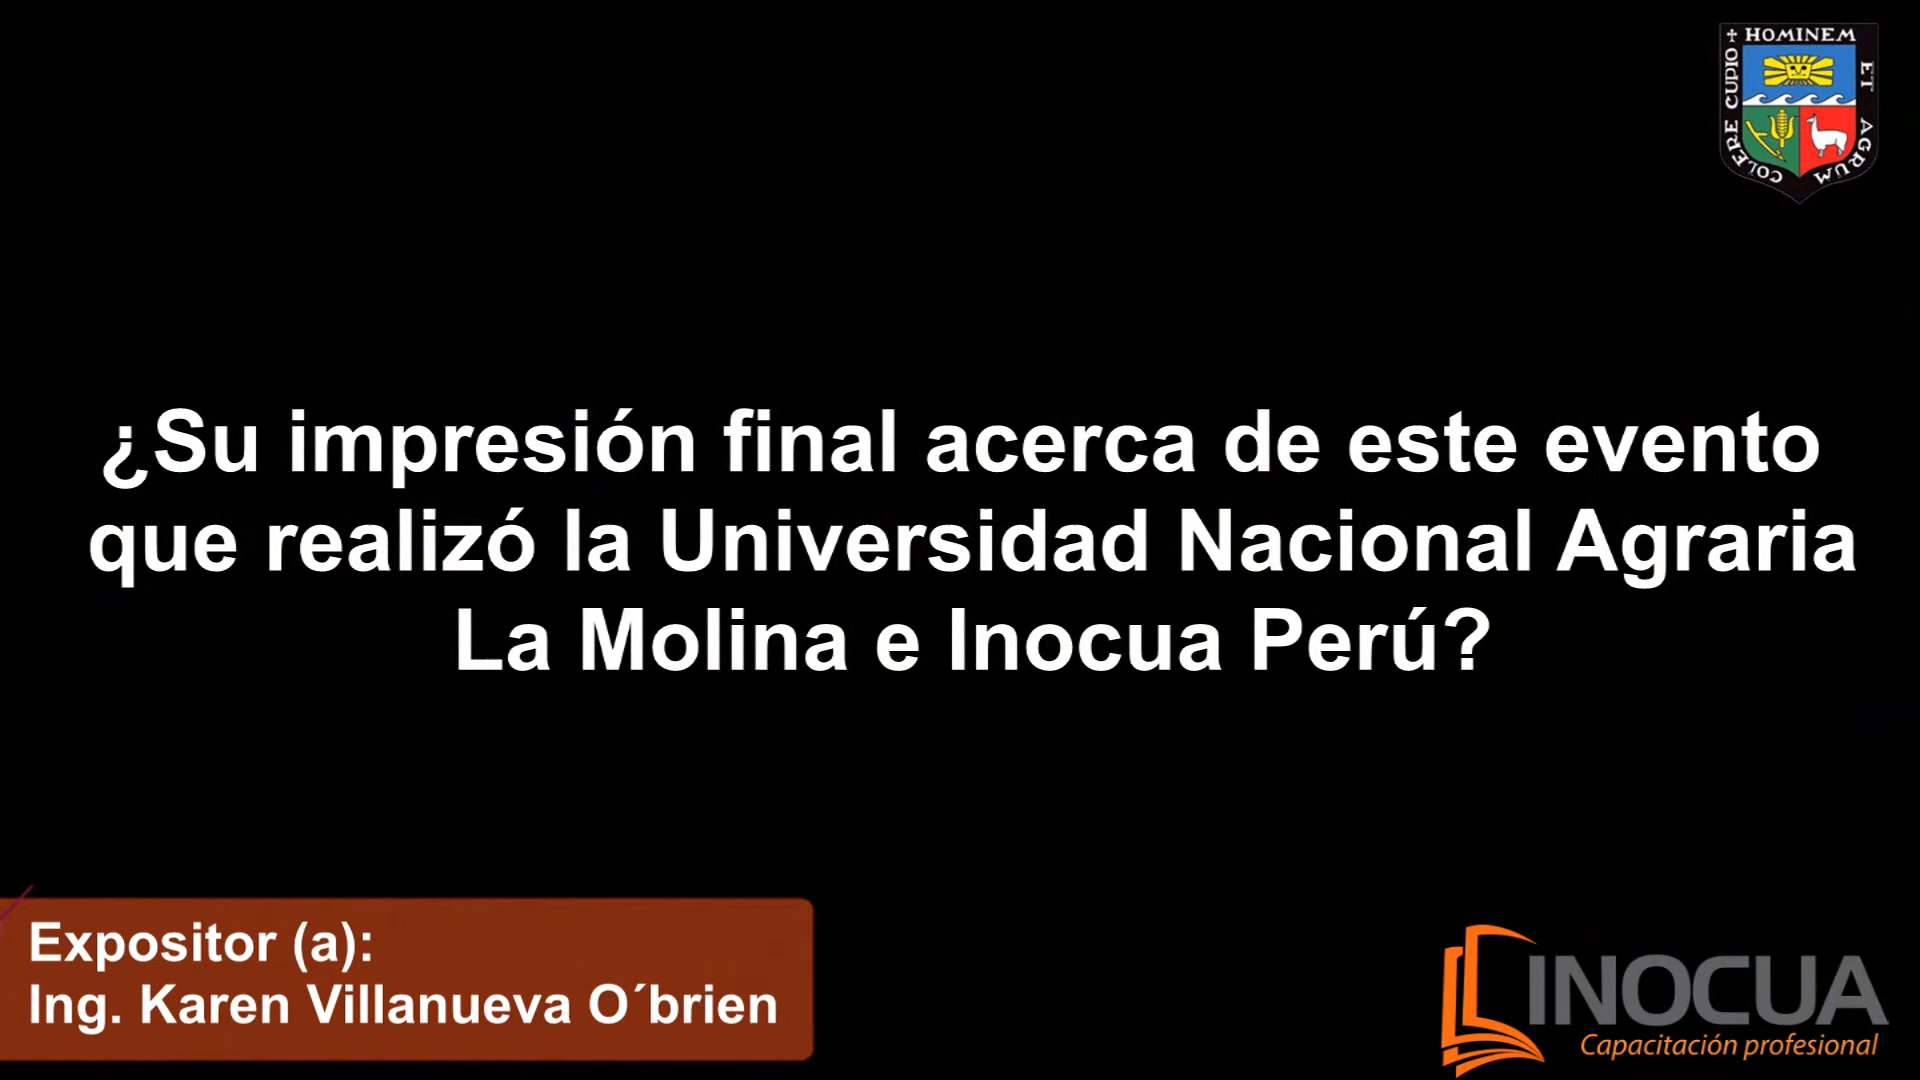 COLERE CUPIO ✝ HOMINEM ET AGRUM
¿Su impresión final acerca de este evento
que realizó la Universidad Nacional Agraria
La Molina e Inocua Perú?
Expositor (a):
Ing. Karen Villanueva O´brien
INOCUA
Capacitación profesional